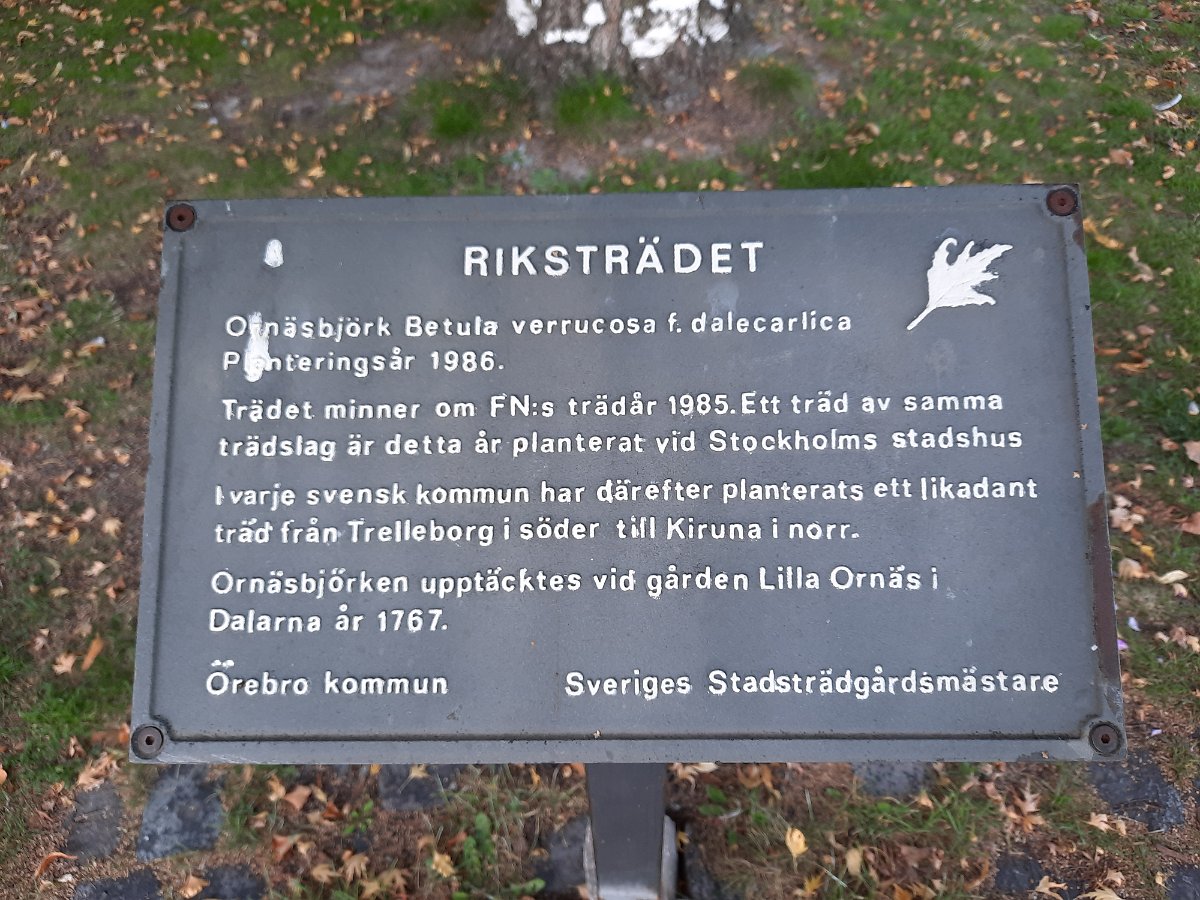 RIKSTRÄDET
Ornäsbjörk Betula verrucosa f. dalecarlica
Planteringsår 1986.
Trädet minner om FN:s trädår 1985. Ett träd av samma
trädslag är detta år planterat vid Stockholms stadshus
I varje svensk kommun har därefter planterats ett likadant
träd från Trelleborg i söder till Kiruna i norr.
Ornäsbjörken upptäcktes vid gården Lilla Ornäs i
Dalarna år 1767.
Örebro kommun Sveriges Stadsträdgårdsmästare